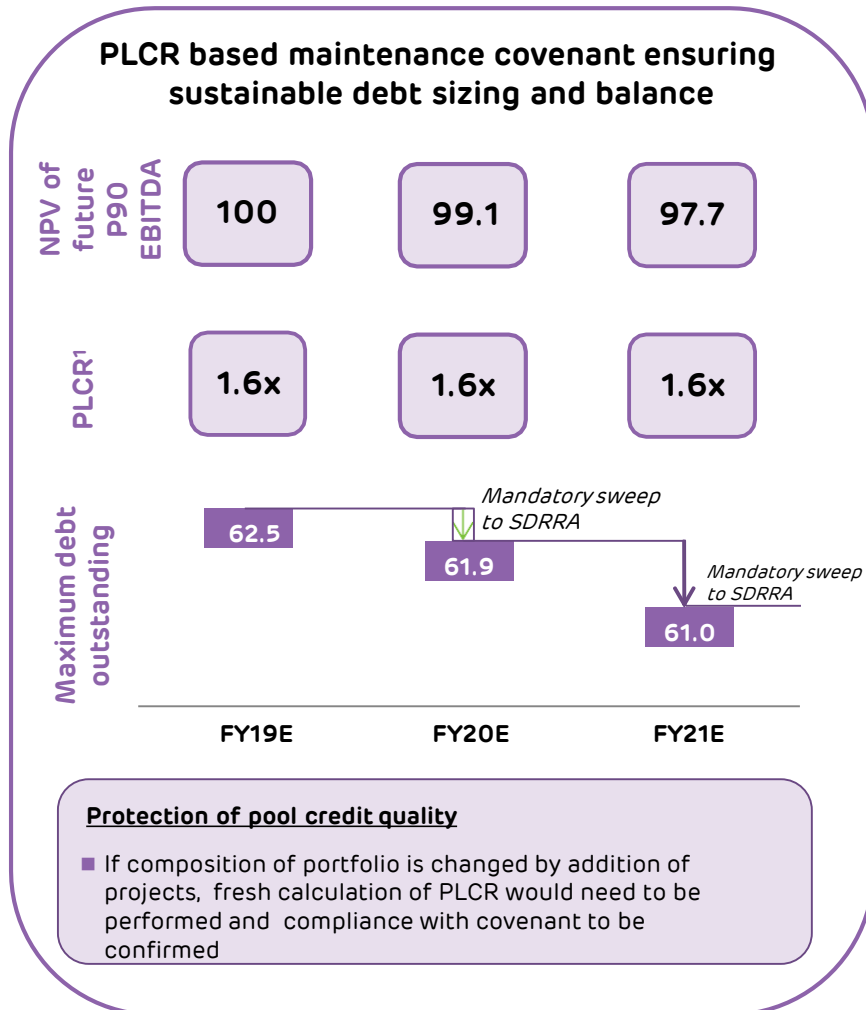 PLCR based maintenance covenant ensuring
sustainable debt sizing and balance
NPV of
future
P90
EBITDA
100
99.1
97.7
PLCR¹
1.6x
1.6x
1.6x
Maximum debt
outstanding
62.5
Mandatory sweep
to SDRRA
61.9
Mandatory sweep
to SDRRA
61.0
FY19E
FY20E
FY21E
Protection of pool credit quality
■ If composition of portfolio is changed by addition of
projects, fresh calculation of PLCR would need to be
performed and compliance with covenant to be
confirmed